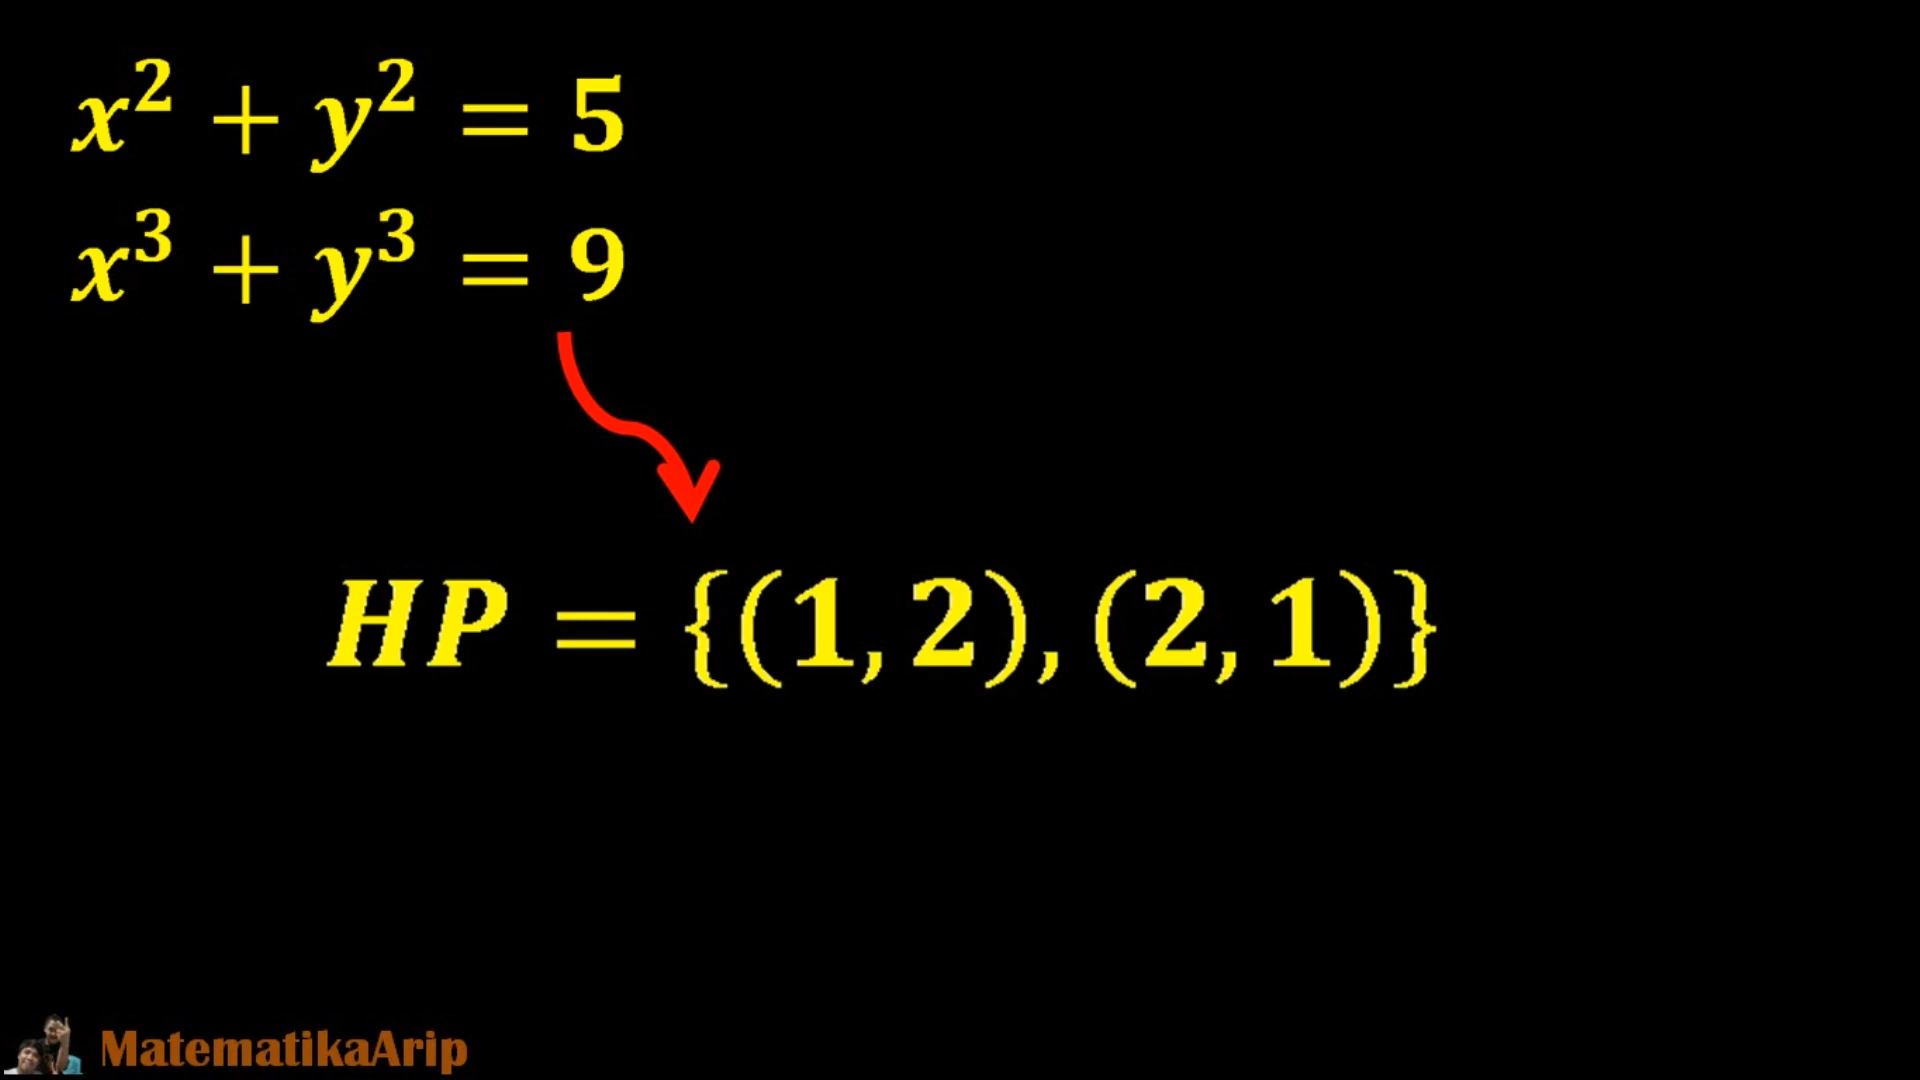 x² + y² = 5
x³ + y³ = 9
HP = {(1, 2), (2, 1)}
MatematikaArip